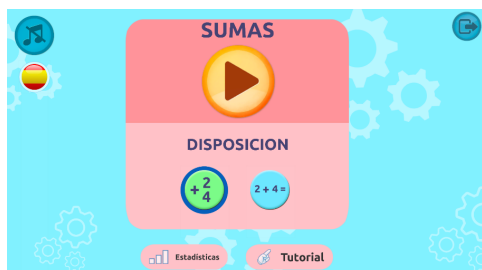 SUMAS
DISPOSICION
+ 2
4
2 + 4 =
Estadísticas
Tutorial